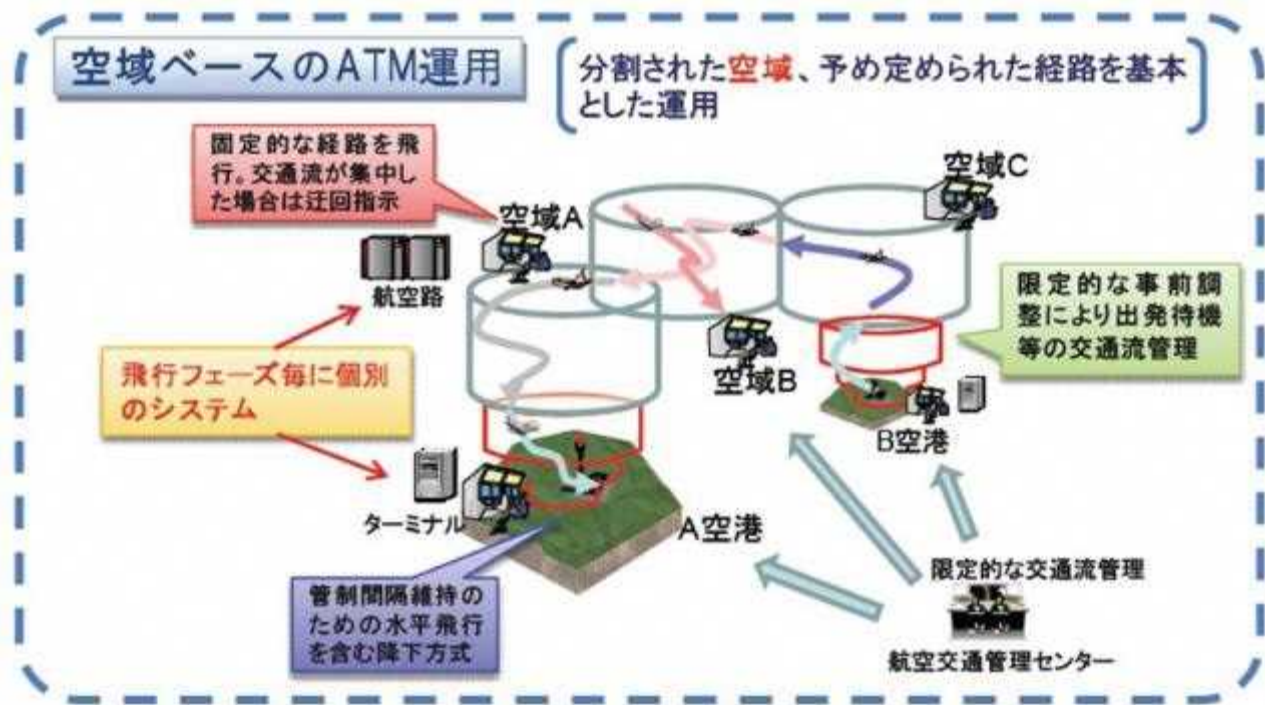 空域ベースのATM運用
分割された空域、予め定められた経路を基本
とした運用
固定的な経路を飛
行。交通流が集中し
た場合は迂回指示
空域C
空域A
航空路
限定的な事前調
整により出発待機
等の交通流管理
飛行フェーズ毎に個別
のシステム
空域B
B空港
ターミナル
A空港
限定的な交通流管理
管制間隔維持の
ための水平飛行
を含む降下方式
航空交通管理センター